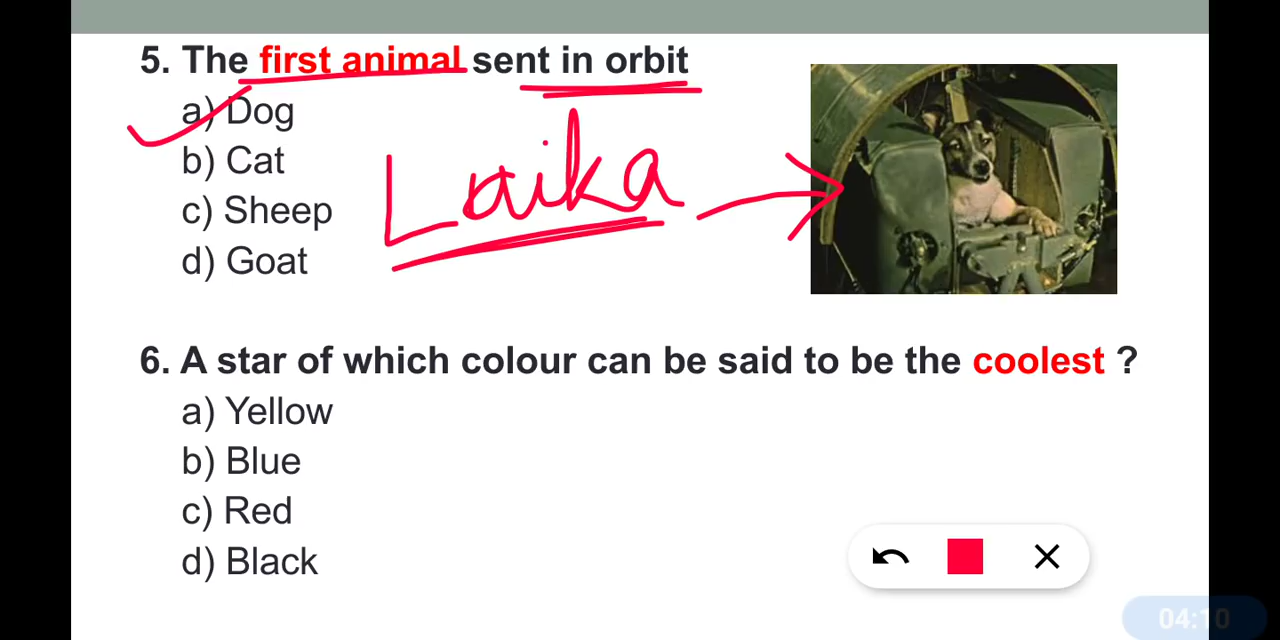 5. The first animal sent in orbit
a) Dog
b) Cat
c) Sheep
d) Goat
Laika
6. A star of which colour can be said to be the coolest ?
a) Yellow
b) Blue
c) Red
d) Black
04:10